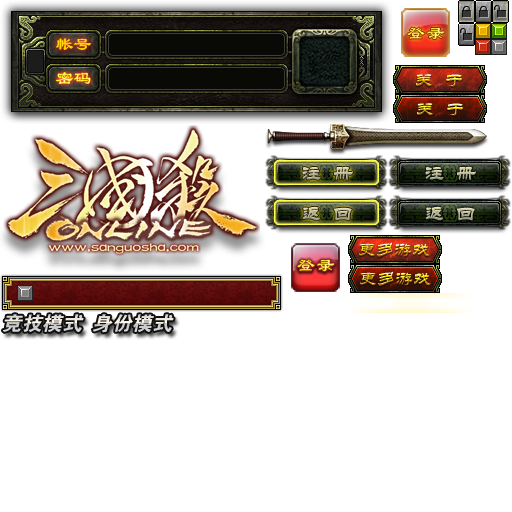 帐号
登录
密码
关于
关于
三國殺
ONLINE
www.sanguosha.com
注册
注册
返回
返回
登录
更多游戏
更多游戏
竞技模式 身份模式